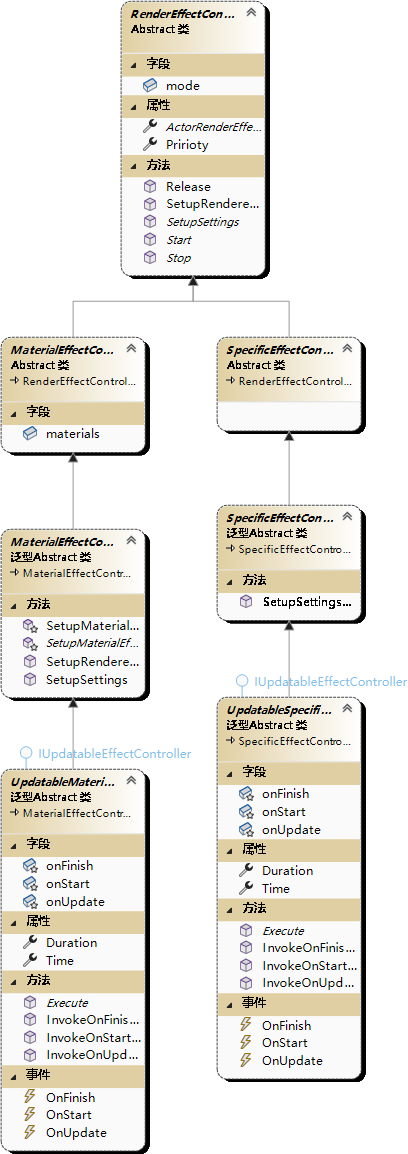 RenderEffectCon...
Abstract 类
字段
mode
属性
ActorRenderEffe...
Pririoty
方法
Release
SetupRendere...
SetupSettings
Start
Stop
MaterialEffectCo...
Abstract 类
RenderEffectControl...
字段
materials
SpecificEffectCon...
Abstract 类
RenderEffectControl...
MaterialEffectCo...
泛型Abstract 类
MaterialEffectContr...
方法
SetupMaterial...
SetupMaterialEf...
SetupRendere...
SetupSettings
SpecificEffectCon...
泛型Abstract 类
SpecificEffectContro...
方法
SetupSettings...
IUpdatableEffectController
UpdatableMateri...
泛型Abstract 类
MaterialEffectContr...
字段
onFinish
onStart
onUpdate
属性
Duration
Time
方法
Execute
InvokeOnFinis...
InvokeOnStart...
InvokeOnUpd...
事件
OnFinish
OnStart
OnUpdate
IUpdatableEffectController
UpdatableSpecifi...
泛型Abstract 类
SpecificEffectContro...
字段
onFinish
onStart
onUpdate
属性
Duration
Time
方法
Execute
InvokeOnFinis...
InvokeOnStart...
InvokeOnUpd...
事件
OnFinish
OnStart
OnUpdate